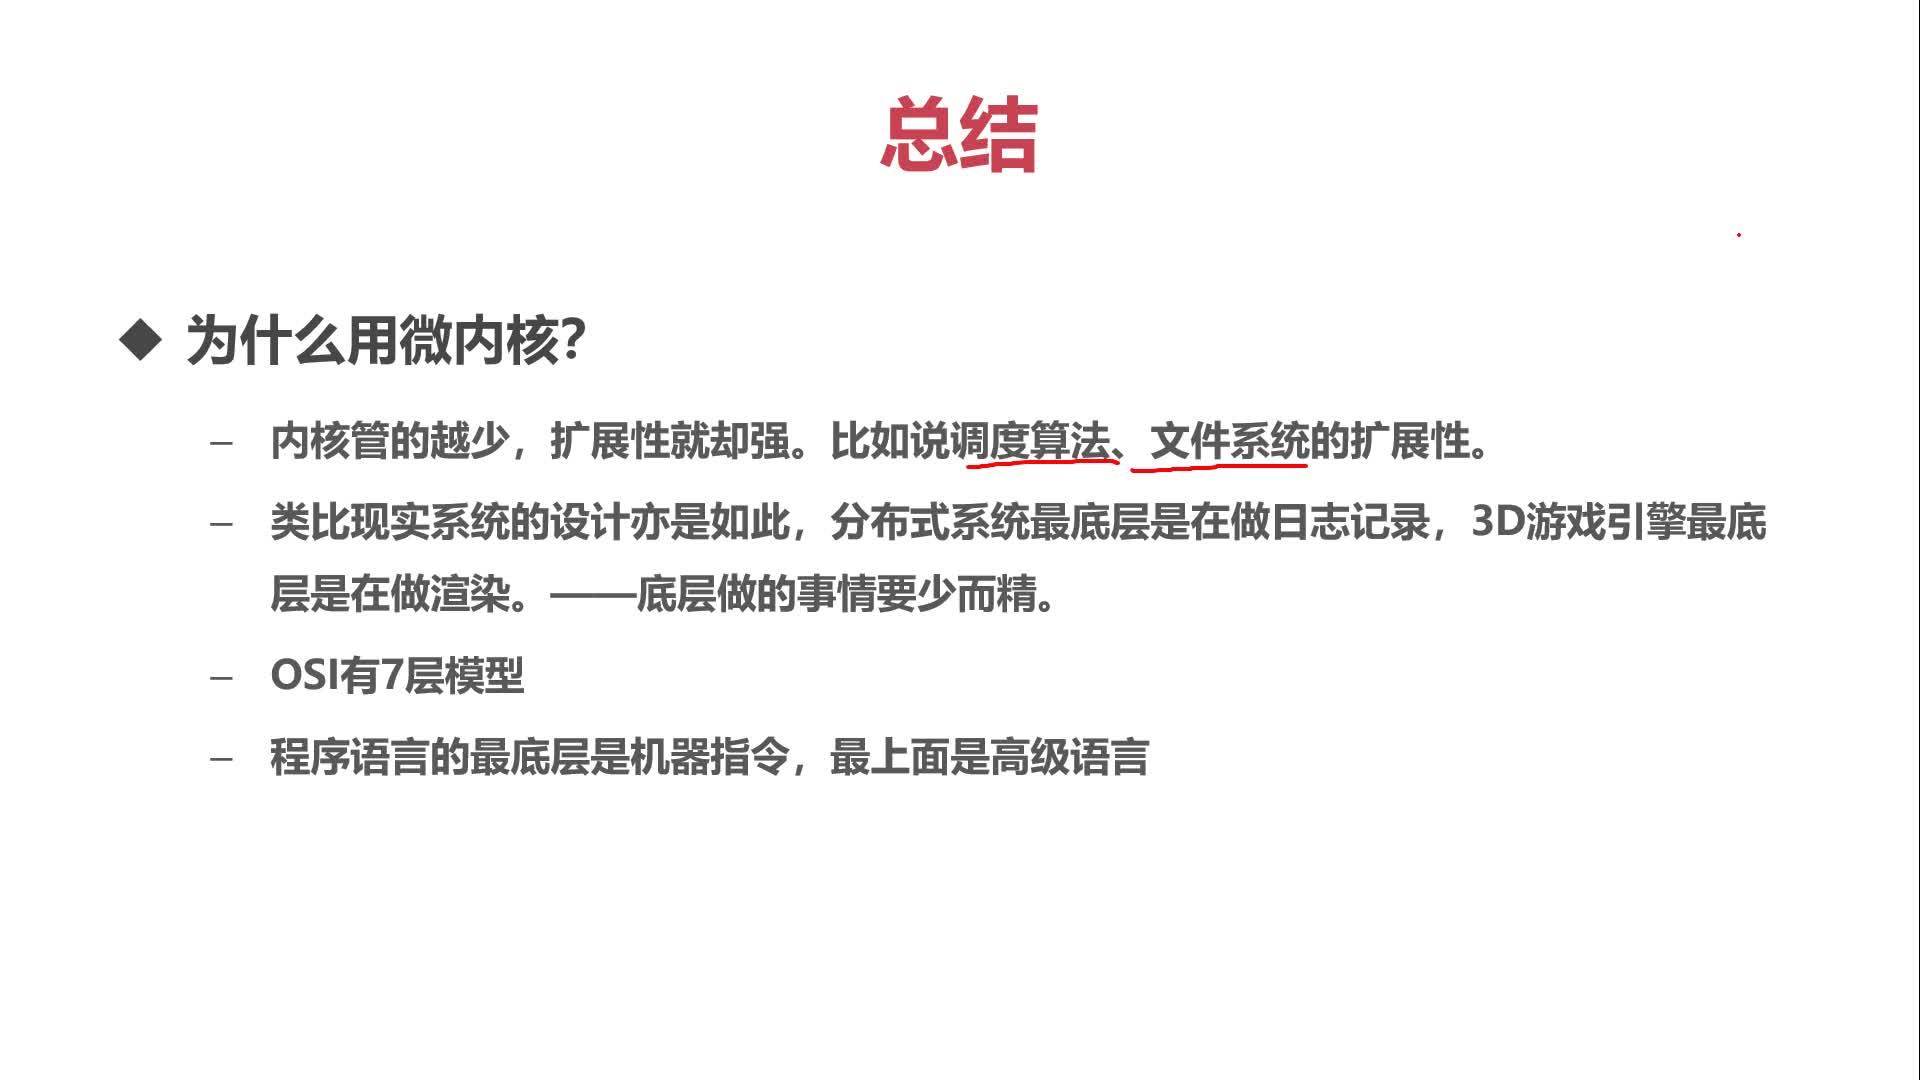 总结
◆ 为什么用微内核？
– 内核管的越少，扩展性就却强。比如说调度算法、文件系统的扩展性。
– 类比现实系统的设计亦是如此，分布式系统最底层是在做日志记录，3D游戏引擎最底
层是在做渲染。——底层做的事情要少而精。
– OSI有7层模型
– 程序语言的最底层是机器指令，最上面是高级语言